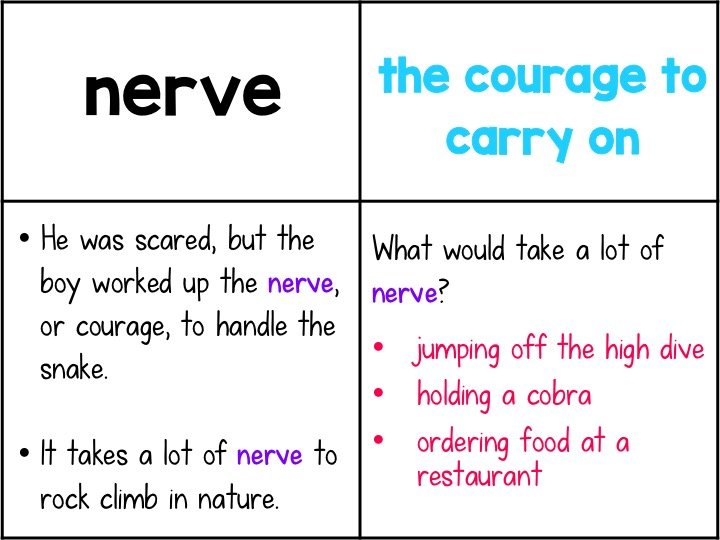 nerve
the courage to
carry on
• He was scared, but the
boy worked up the nerve,
or courage, to handle the
snake.
• It takes a lot of nerve to
rock climb in nature.
What would take a lot of
nerve?
• jumping off the high dive
• holding a cobra
• ordering food at a
restaurant